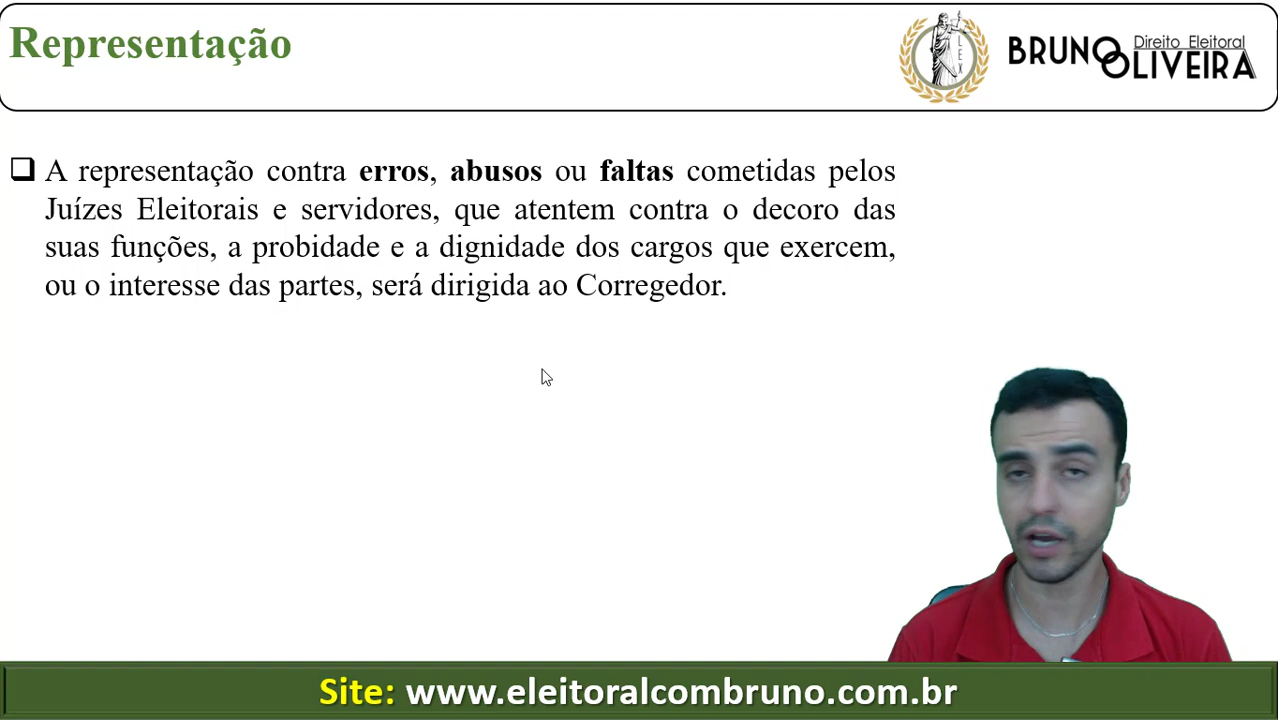 Representação
LEX
BRUNO
Direito Eleitoral
OLIVEIRA
A representação contra erros, abusos ou faltas cometidas pelos
Juízes Eleitorais e servidores, que atentem contra o decoro das
suas funções, a probidade e a dignidade dos cargos que exercem,
ou o interesse das partes, será dirigida ao Corregedor.
Site: www.eleitoralcombruno.com.br